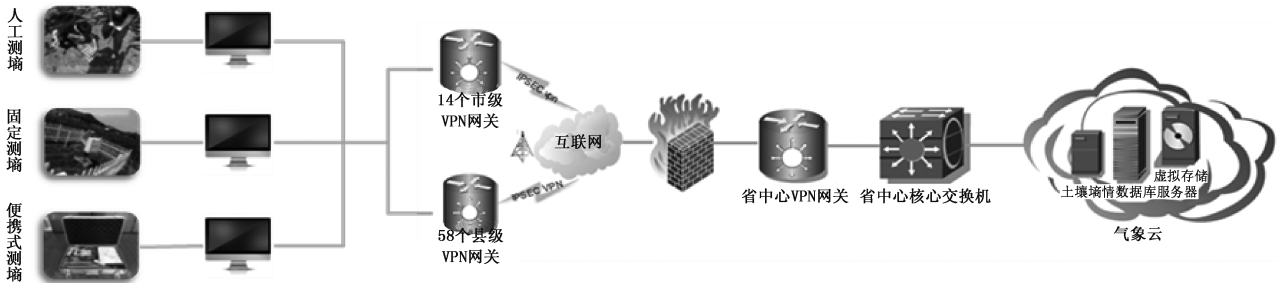 人工测墒
固定测墒
便携式测墒
14个市级
VPN网关
58个县级
VPN网关
IPSEC vpn
IPSEC VPN
互联网
省中心VPN网关
省中心核心交换机
虚拟存储
土壤墒情数据库服务器
气象云